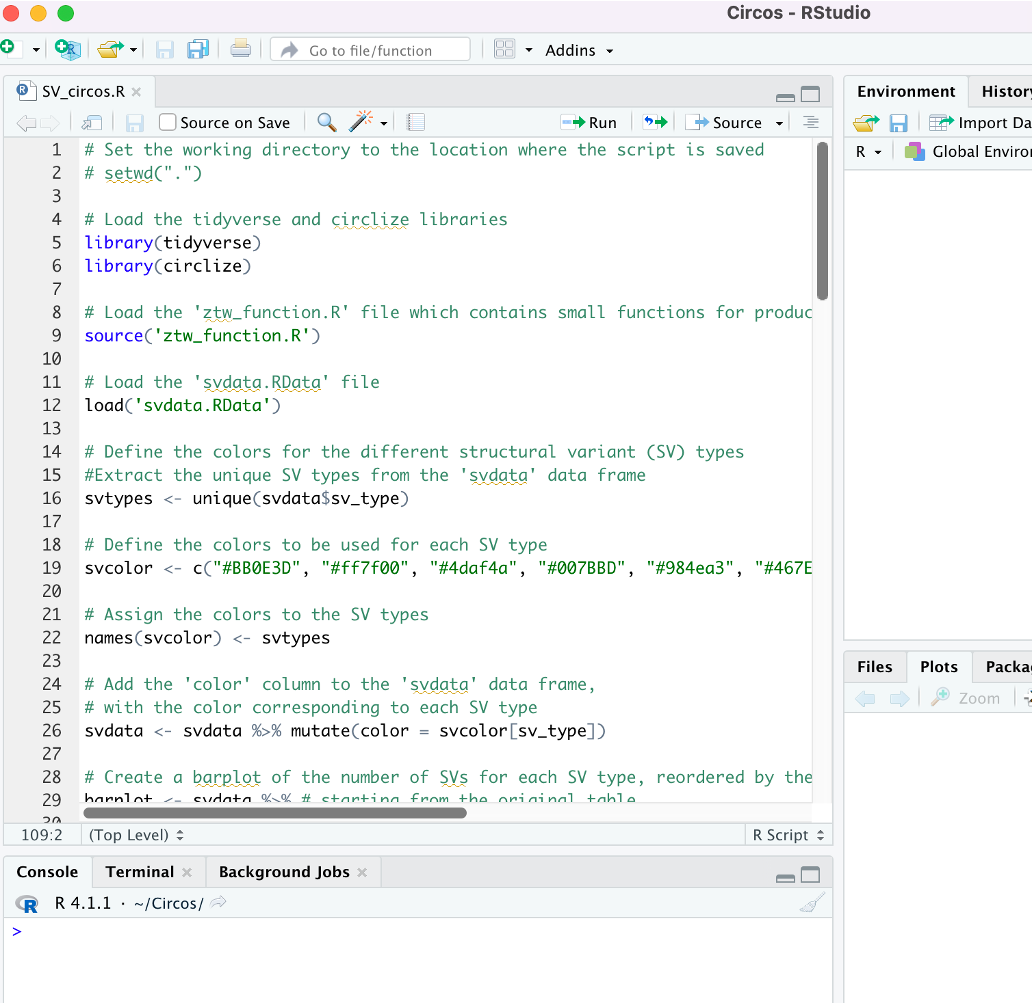 Circos - RStudio
Go to file/function
Addins
SV_circos.R
Source on Save
Run
Source
1 # Set the working directory to the location where the script is saved
2 # setwd(".")
3
4 # Load the tidyverse and circlize libraries
5 library(tidyverse)
6 library(circlize)
7
8 # Load the 'ztw_function.R' file which contains small functions for produc
9 source('ztw_function.R')
10
11 # Load the 'svdata.RData' file
12 load('svdata.RData')
13
14 # Define the colors for the different structural variant (SV) types
15 #Extract the unique SV types from the 'svdata' data frame
16 svtypes <- unique(svdata$sv_type)
17
18 # Define the colors to be used for each SV type
19 svcolor <- c("#BB0E3D", "#ff7f00", "#4daf4a", "#007BBD", "#984ea3", "#467E
20
21 # Assign the colors to the SV types
22 names(svcolor) <- svtypes
23
24 # Add the 'color' column to the 'svdata' data frame,
25 # with the color corresponding to each SV type
26 svdata <- svdata %>% mutate(color = svcolor[sv_type])
27
28 # Create a barplot of the number of SVs for each SV type, reordered by the
29 barplot <- svdata %>% # starting from the original table
30
109:2 (Top Level) R Script
Console Terminal Background Jobs
R R 4.1.1 · ~/Circos/
>
Environment History
Import Da
R Global Enviro
Files Plots Packa
Zoom